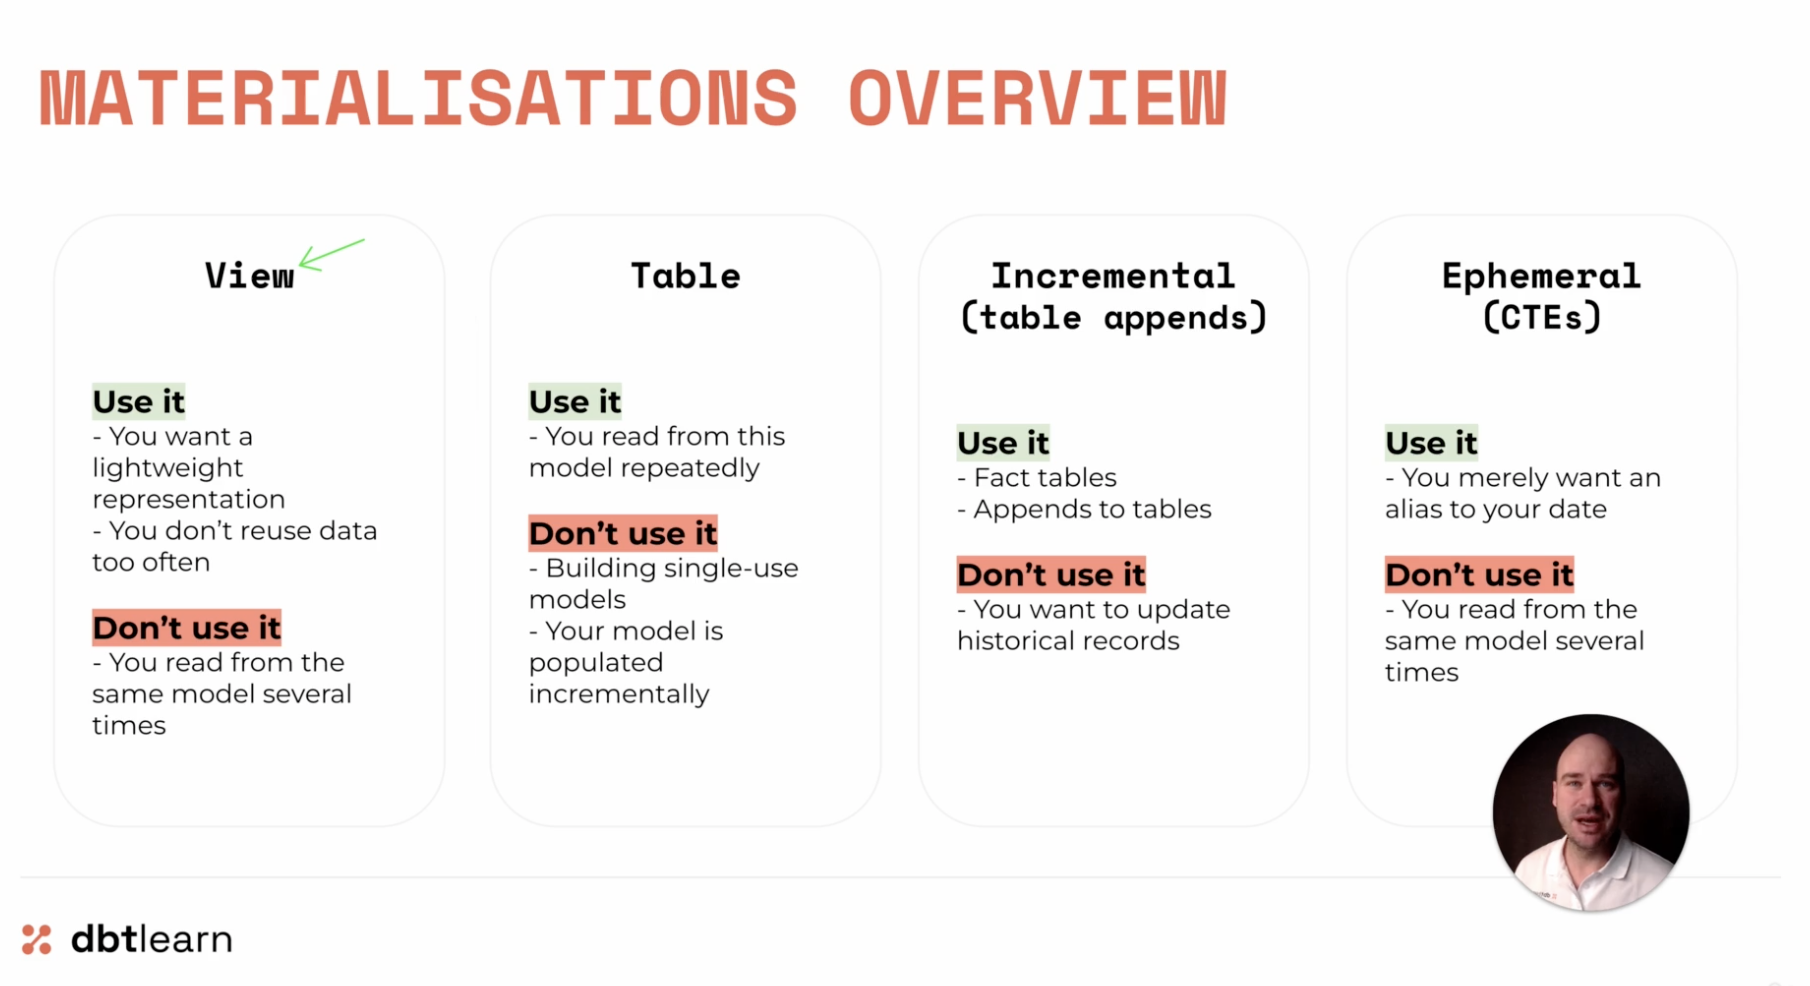 MATERIALISATIONS OVERVIEW
View
Use it
- You want a
lightweight
representation
- You don’t reuse data
too often
Don’t use it
- You read from the
same model several
times
Table
Use it
- You read from this
model repeatedly
Don’t use it
- Building single-use
models
- Your model is
populated
incrementally
Incremental
(table appends)
Use it
- Fact tables
- Appends to tables
Don’t use it
- You want to update
historical records
Ephemeral
(CTEs)
Use it
- You merely want an
alias to your date
Don’t use it
- You read from the
same model several
times
dbtlearn